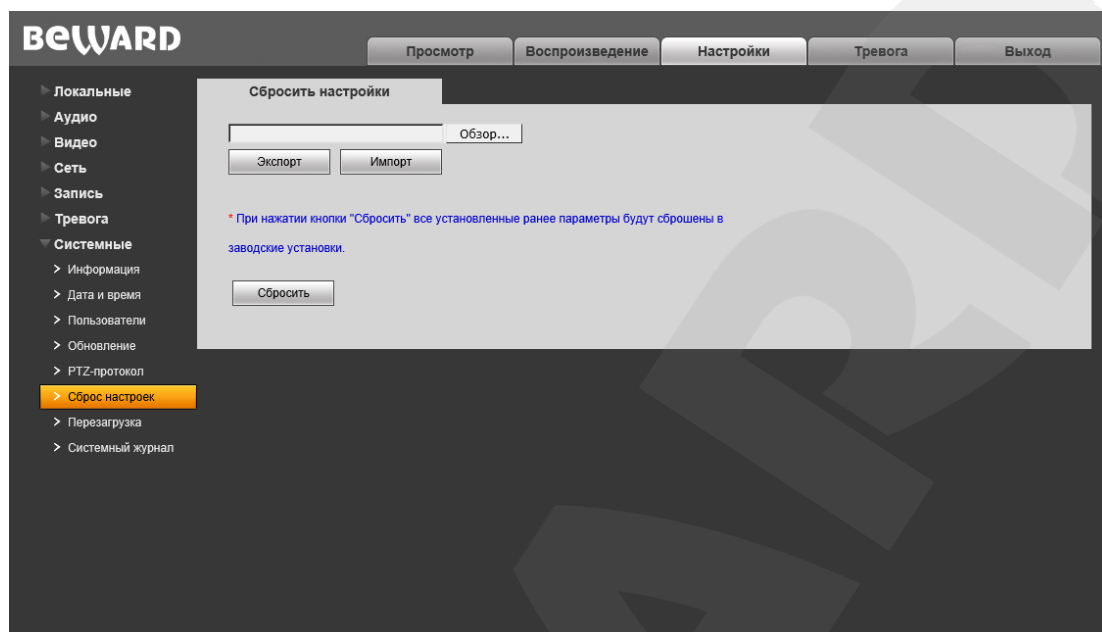 BEWARD
Просмотр
Воспроизведение
Настройки
Тревога
Выход
Локальные
Аудио
Видео
Сеть
Запись
Тревога
Системные
Информация
Дата и время
Пользователи
Обновление
PTZ-протокол
Сброс настроек
Перезагрузка
Системный журнал
Сбросить настройки
Обзор...
Экспорт
Импорт
* При нажатии кнопки "Сбросить" все установленные ранее параметры будут сброшены в
заводские установки.
Сбросить